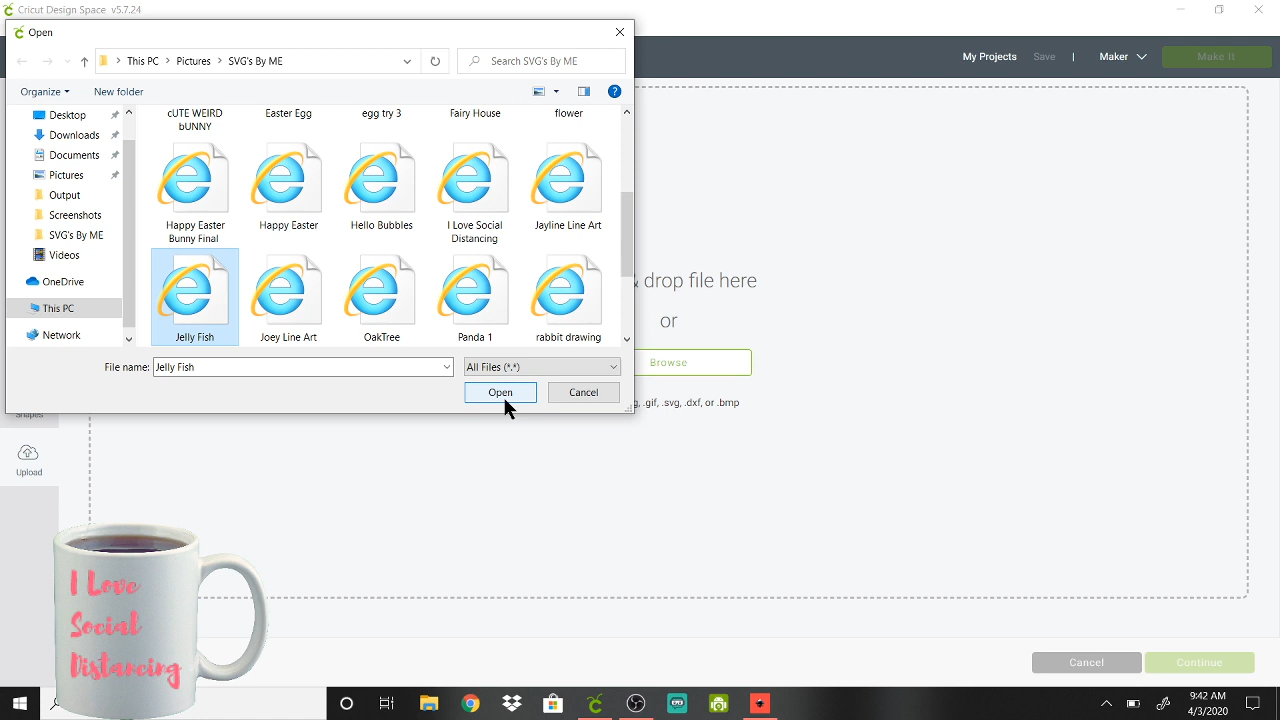 Cricut Design Space v5.7.24
Open
My Projects Save | Maker Make It
This PC Pictures SVG's By ME
Search SVG's By ME
Organize New folder
Desktop
Downloads
Documents
Pictures
Output
Screenshots
SVG's By ME
Videos
OneDrive
This PC
Network
cUTE WEIRD bUNNY
Easter Egg
egg try 3
Fairy House
flower
Happy Easter Bunny Final
Happy Easter
Hello Bubbles
I Love Social Distancing
Jayline Line Art
Jelly Fish
Joey Line Art
OakTree
Panda 1
rabbit drawing
File name: Jelly Fish
All Files (*.*)
Open Cancel
drop file here
or
Browse
.gif, .svg, .dxf, or .bmp
Shapes
Upload
I Love
Social
Distancing
Cancel Continue
9:42 AM
4/3/2020